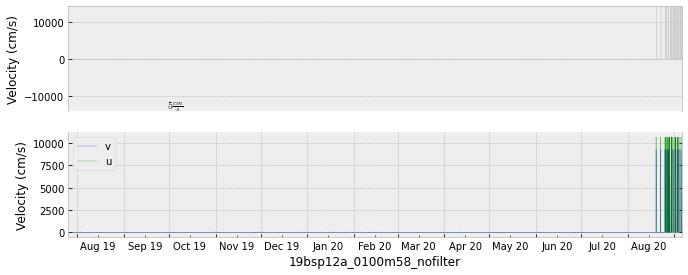 Velocity (cm/s)
10000
0
−10000
5 cm/s
Velocity (cm/s)
10000
7500
5000
2500
0
v
u
Aug 19 Sep 19 Oct 19 Nov 19 Dec 19 Jan 20 Feb 20 Mar 20 Apr 20 May 20 Jun 20 Jul 20 Aug 20
19bsp12a_0100m58_nofilter